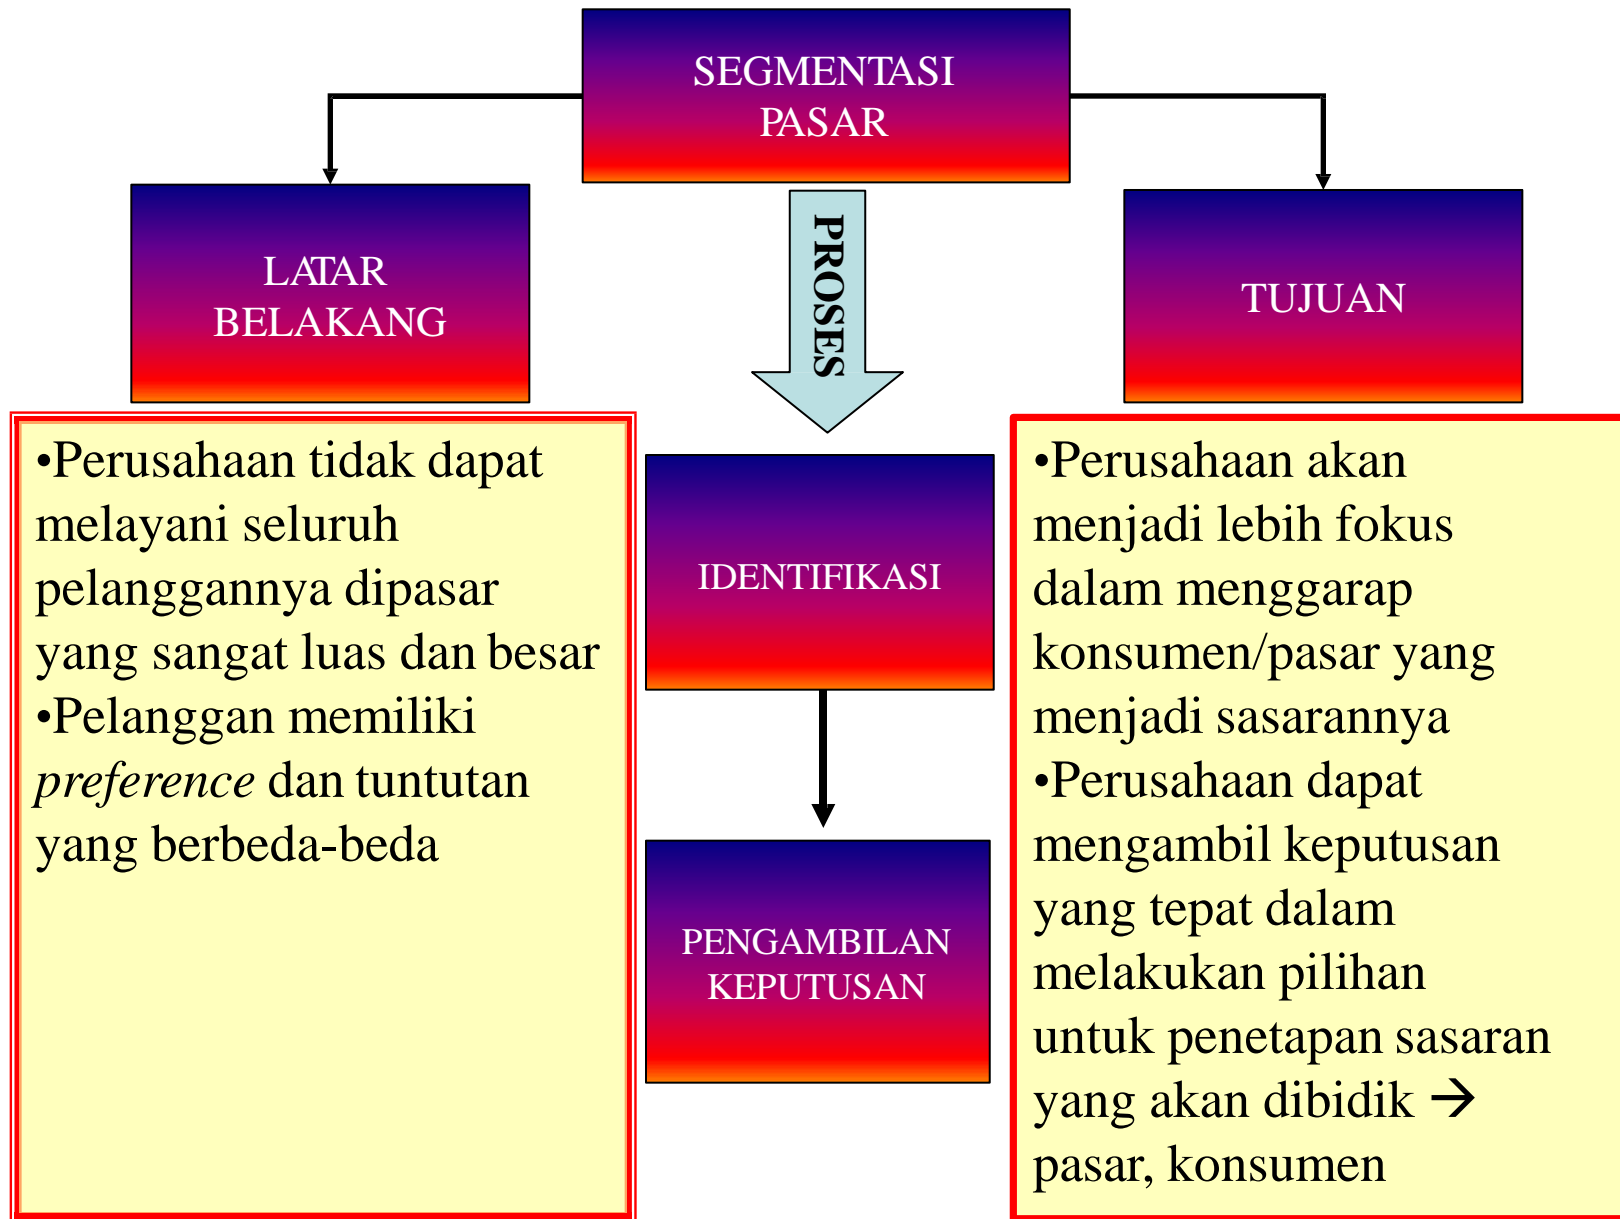 SEGMENTASI
PASAR
LATAR
BELAKANG
PROSES
TUJUAN
•Perusahaan tidak dapat
melayani seluruh
pelanggannya dipasar
yang sangat luas dan besar
•Pelanggan memiliki
preference dan tuntutan
yang berbeda-beda
IDENTIFIKASI
PENGAMBILAN
KEPUTUSAN
•Perusahaan akan
menjadi lebih fokus
dalam menggarap
konsumen/pasar yang
menjadi sasarannya
•Perusahaan dapat
mengambil keputusan
yang tepat dalam
melakukan pilihan
untuk penetapan sasaran
yang akan dibidik →
pasar, konsumen